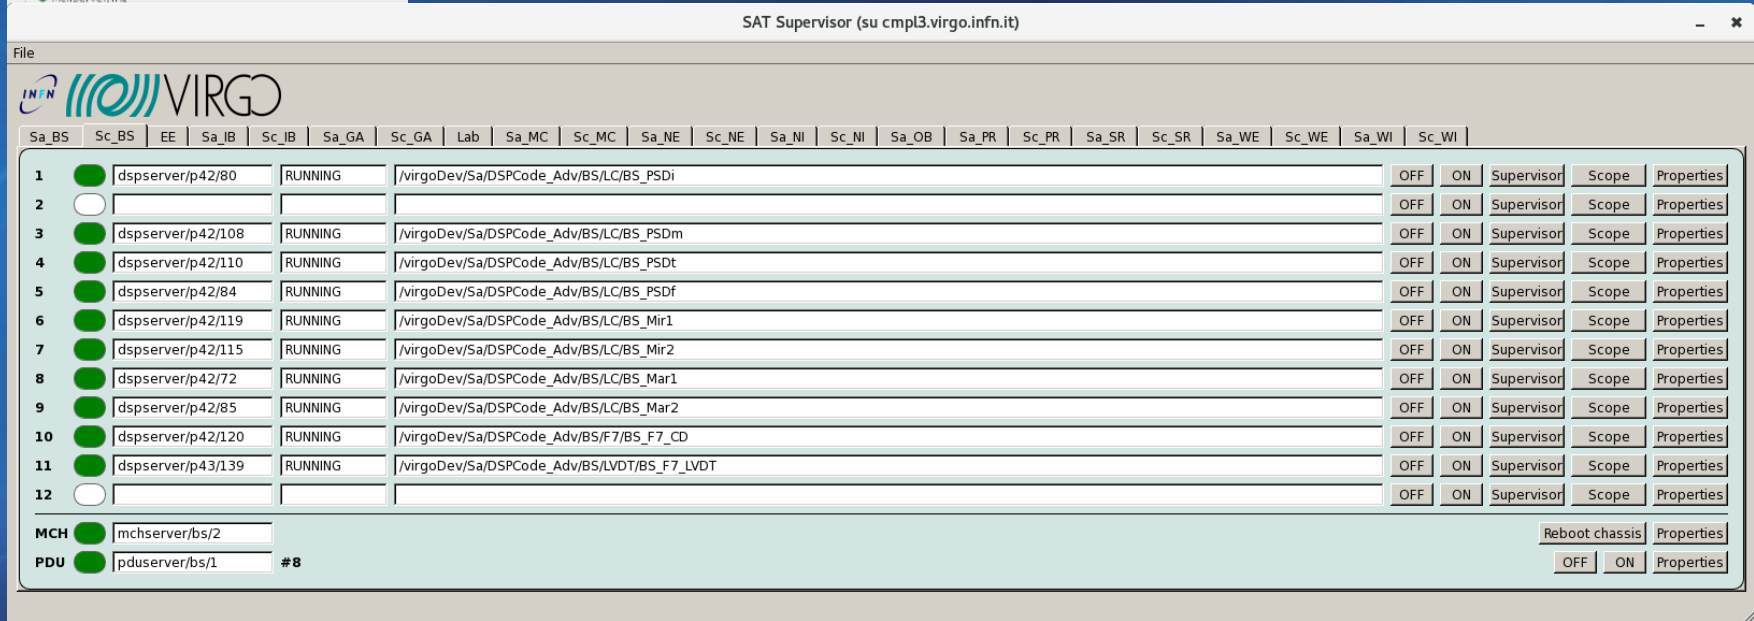 SAT Supervisor (su cmpl3.virgo.infn.it)
File
INFN VIRGO
Sa_BS Sc_BS EE Sa_IB Sc_IB Sa_GA Sc_GA Lab Sa_MC Sc_MC Sa_NE Sc_NE Sa_NI Sc_NI Sa_OB Sa_PR Sc_PR Sa_SR Sc_SR Sa_WE Sc_WE Sa_WI Sc_WI
1 dspserver/p42/80 RUNNING /virgoDev/Sa/DSPCode_Adv/BS/LC/BS_PSDi OFF ON Supervisor Scope Properties
2 OFF ON Supervisor Scope Properties
3 dspserver/p42/108 RUNNING /virgoDev/Sa/DSPCode_Adv/BS/LC/BS_PSDm OFF ON Supervisor Scope Properties
4 dspserver/p42/110 RUNNING /virgoDev/Sa/DSPCode_Adv/BS/LC/BS_PSDt OFF ON Supervisor Scope Properties
5 dspserver/p42/84 RUNNING /virgoDev/Sa/DSPCode_Adv/BS/LC/BS_PSDf OFF ON Supervisor Scope Properties
6 dspserver/p42/119 RUNNING /virgoDev/Sa/DSPCode_Adv/BS/LC/BS_Mir1 OFF ON Supervisor Scope Properties
7 dspserver/p42/115 RUNNING /virgoDev/Sa/DSPCode_Adv/BS/LC/BS_Mir2 OFF ON Supervisor Scope Properties
8 dspserver/p42/72 RUNNING /virgoDev/Sa/DSPCode_Adv/BS/LC/BS_Mar1 OFF ON Supervisor Scope Properties
9 dspserver/p42/85 RUNNING /virgoDev/Sa/DSPCode_Adv/BS/LC/BS_Mar2 OFF ON Supervisor Scope Properties
10 dspserver/p42/120 RUNNING /virgoDev/Sa/DSPCode_Adv/BS/F7/BS_F7_CD OFF ON Supervisor Scope Properties
11 dspserver/p43/139 RUNNING /virgoDev/Sa/DSPCode_Adv/BS/LVDT/BS_F7_LVDT OFF ON Supervisor Scope Properties
12 OFF ON Supervisor Scope Properties
MCH mchserver/bs/2 Reboot chassis Properties
PDU pduserver/bs/1 #8 OFF ON Properties